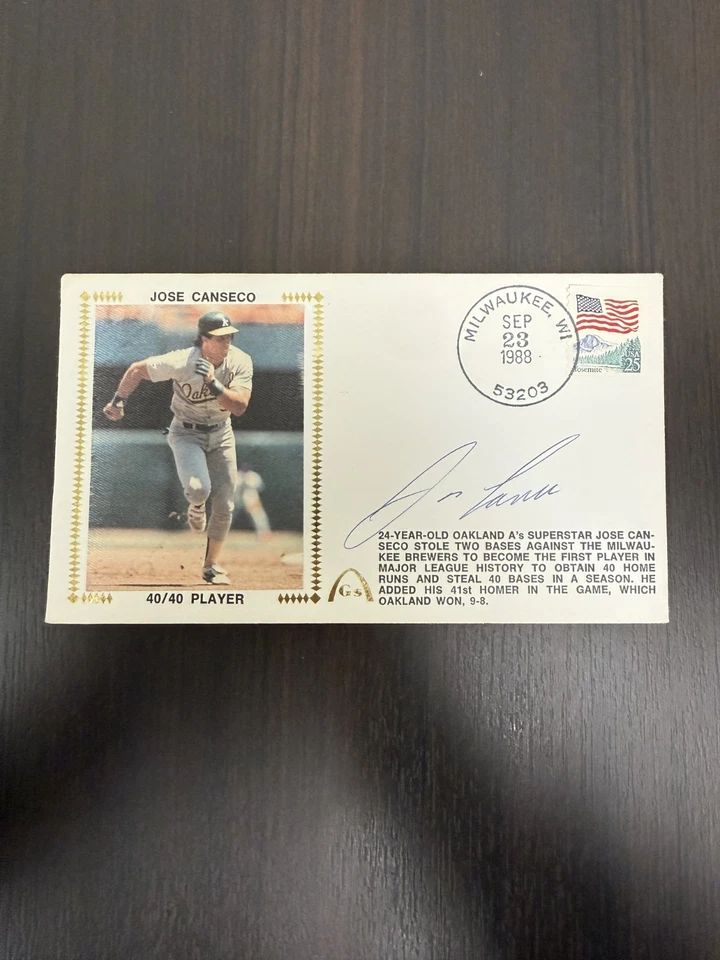 JOSE CANSECO
Oak
40/40 PLAYER
MILWAUKEE, WI
SEP
23
1988
53203
USA
25
Yosemite
Gs
24-YEAR-OLD OAKLAND A's SUPERSTAR JOSE CAN-
SECO STOLE TWO BASES AGAINST THE MILWAU-
KEE BREWERS TO BECOME THE FIRST PLAYER IN
MAJOR LEAGUE HISTORY TO OBTAIN 40 HOME
RUNS AND STEAL 40 BASES IN A SEASON. HE
ADDED HIS 41st HOMER IN THE GAME, WHICH
OAKLAND WON, 9-8.